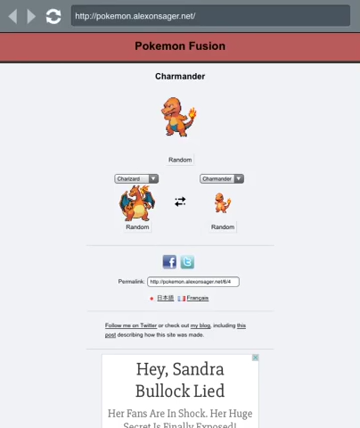 http://pokemon.alexonsager.net/
Pokemon Fusion
Charmander
Random
Charizard Charmander
Random Random
Permalink: http://pokemon.alexonsager.net/6/4
日本語 Français
Follow me on Twitter or check out my blog, including this
post describing how this site was made.
Hey, Sandra
Bullock Lied
Her Fans Are In Shock. Her Huge
Secret Is Finally Exposed!